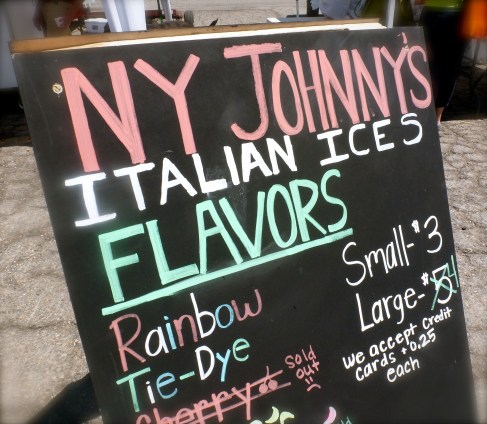 NY JOHNNY'S
ITALIAN ICES
FLAVORS
Small-$3
Large-$4
we accept credit
cards + 0.25
each
Rainbow
Tie-Dye
Cherry
Sold
out